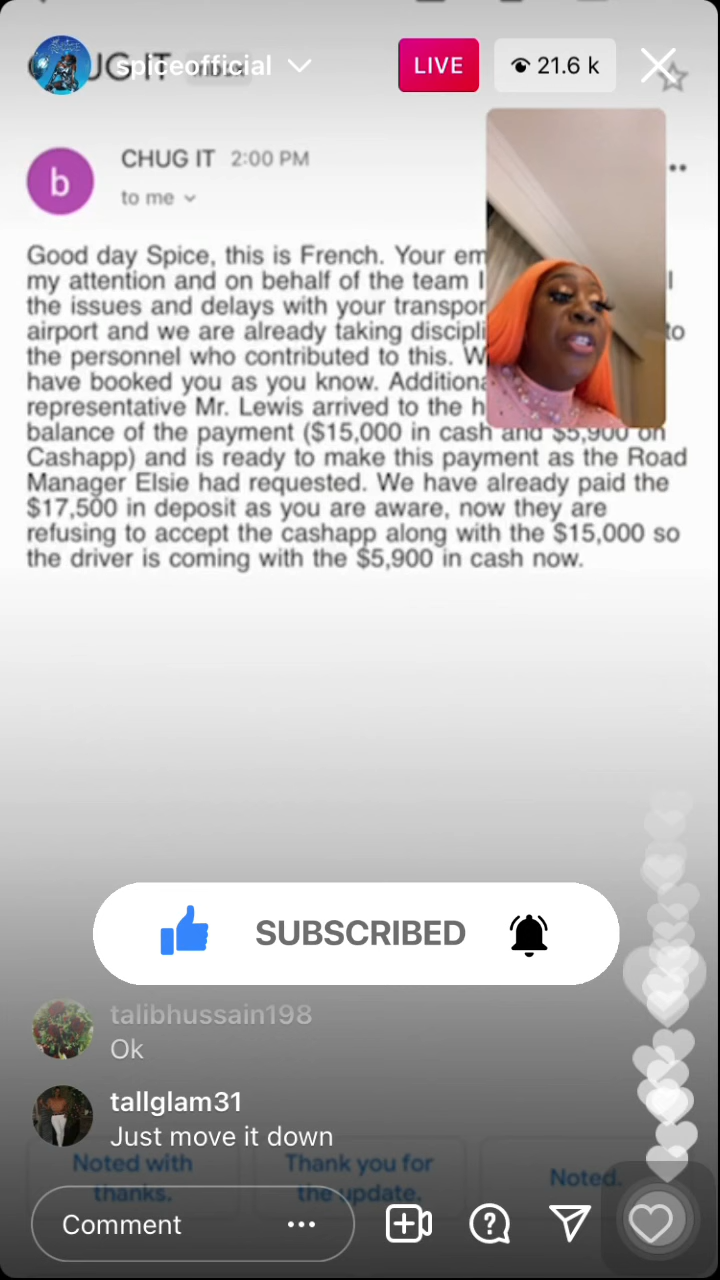 UG IT
spiceofficial
LIVE
21.6 k
b
CHUG IT 2:00 PM
to me
Good day Spice, this is French. Your em
my attention and on behalf of the team I
the issues and delays with your transpor
airport and we are already taking discipli to
the personnel who contributed to this. W
have booked you as you know. Additiona
representative Mr. Lewis arrived to the h
balance of the payment ($15,000 in cash and $5,900 on
Cashapp) and is ready to make this payment as the Road
Manager Elsie had requested. We have already paid the
$17,500 in deposit as you are aware, now they are
refusing to accept the cashapp along with the $15,000 so
the driver is coming with the $5,900 in cash now.
SUBSCRIBED
talibhussain198
Ok
tallglam31
Just move it down
Noted with
thanks.
Thank you for
the update.
Noted.
Comment